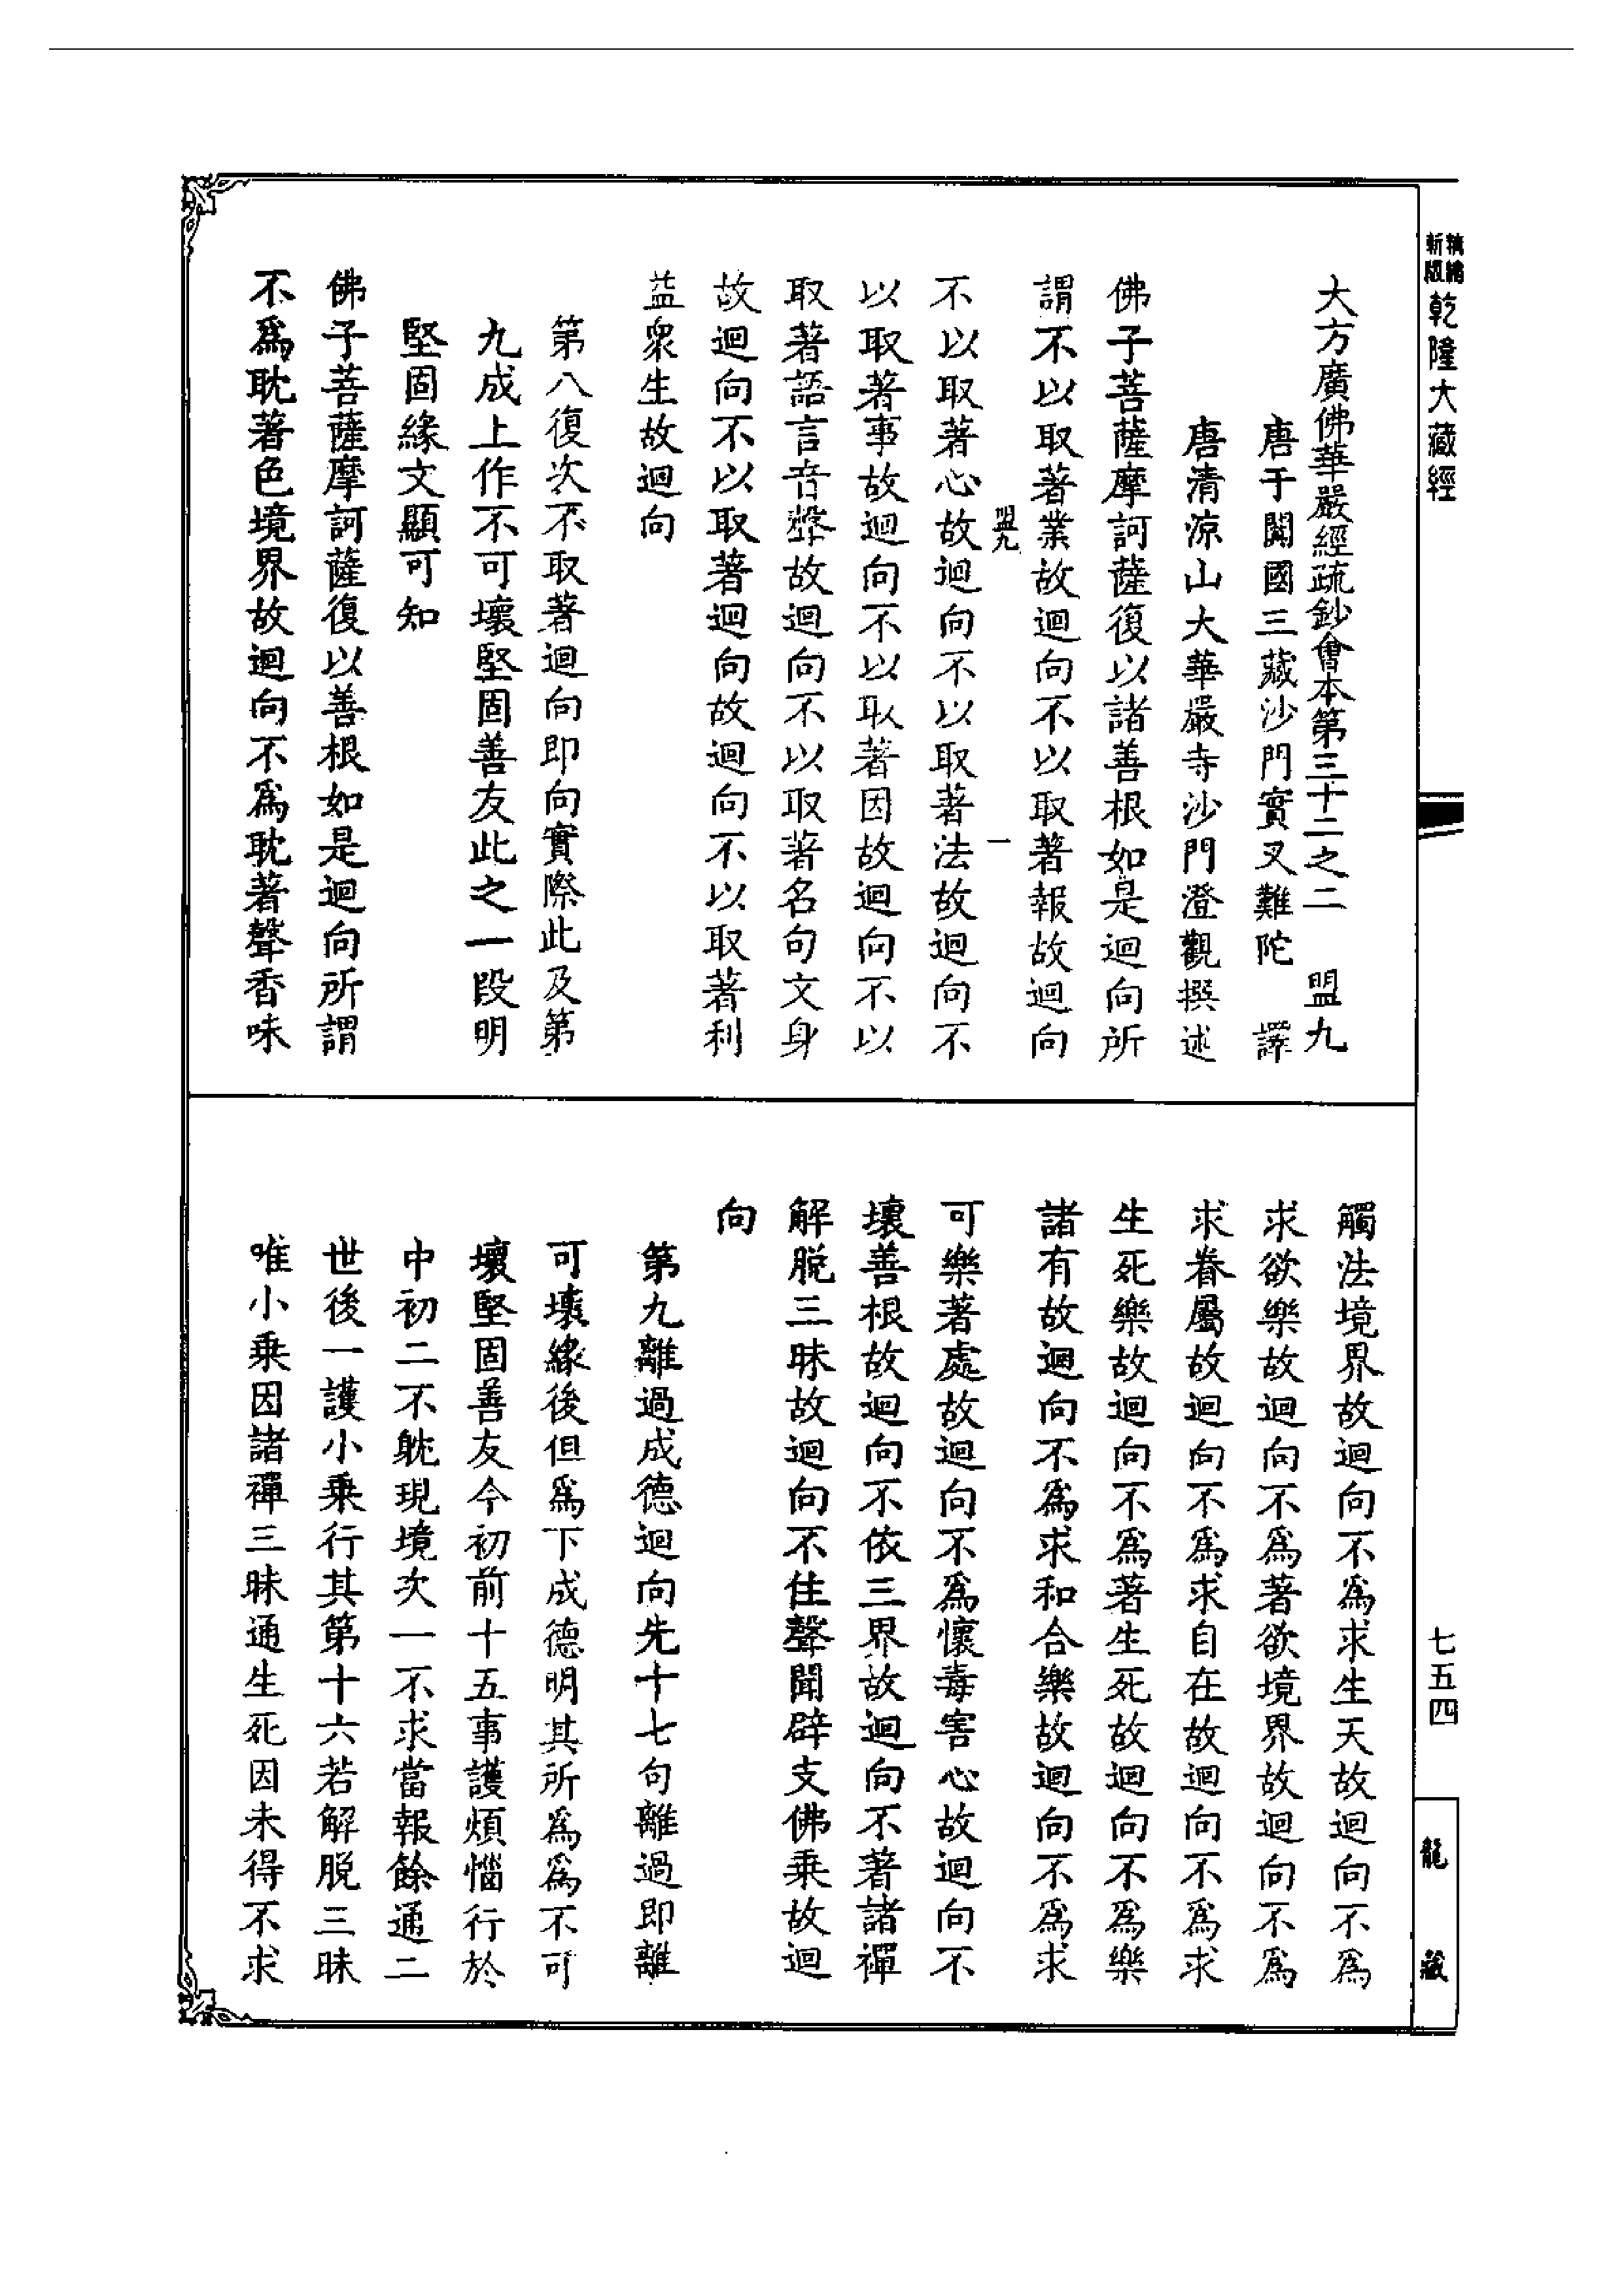 精縮
新版
乾隆大藏經
大方廣佛華嚴經疏鈔會本第三十二之二　盟九
唐于闐國三藏沙門實叉難陀　譯
唐清涼山大華嚴寺沙門澄觀撰述
佛子菩薩摩訶薩復以諸善根如是迴向所
謂不以取著業故迴向不以取著報故迴向
盟九　一
不以取著心故迴向不以取著法故迴向不
以取著事故迴向不以取著因故迴向不以
取著語言音聲故迴向不以取著名句文身
故迴向不以取著迴向故迴向不以取著利
益衆生故迴向
第八復次不取著迴向即向實際此及第
九成上作不可壞堅固善友此之一段明
堅固緣文顯可知
佛子菩薩摩訶薩復以善根如是迴向所謂
不爲耽著色境界故迴向不爲耽著聲香味
觸法境界故迴向不爲求生天故迴向不爲
求欲樂故迴向不爲著欲境界故迴向不爲
求眷屬故迴向不爲求自在故迴向不爲求
生死樂故迴向不爲著生死故迴向不爲樂
諸有故迴向不爲求和合樂故迴向不爲求
可樂著處故迴向不爲懷毒害心故迴向不
壞善根故迴向不依三界故迴向不著諸禪
解脫三昧故迴向不住聲聞辟支佛乘故迴
向
第九離過成德迴向先十七句離過即離
可壞緣後但爲下成德明其所爲爲不可
壞堅固善友今初前十五事護煩惱行於
中初二不躭現境次一不求當報餘通二
世後一護小乘行其第十六若解脫三昧
唯小乘因諸禪三昧通生死因未得不求
七五四
龍藏